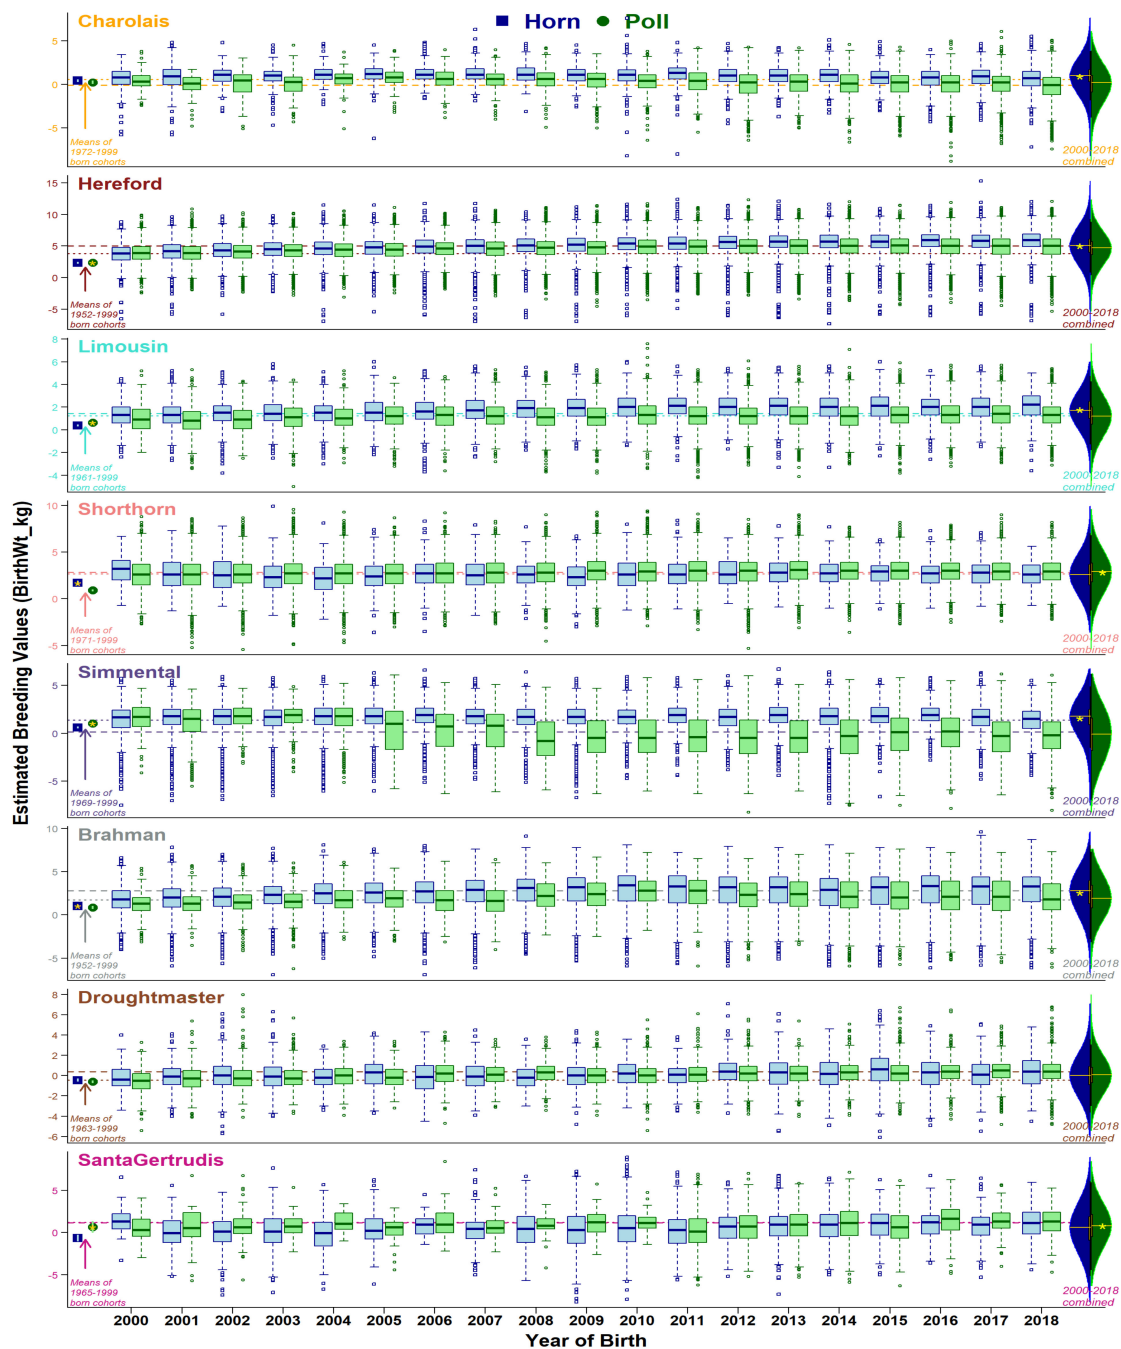 Horn Poll
Estimated Breeding Values (BirthWt_kg)
Charolais
5
0
-5
Means of
1972-1999
born cohorts
2000-2018
combined
Hereford
15
10
5
0
-5
Means of
1952-1999
born cohorts
2000-2018
combined
Limousin
8
6
4
2
0
-2
-4
Means of
1961-1999
born cohorts
2000-2018
combined
Shorthorn
10
5
0
-5
Means of
1971-1999
born cohorts
2000-2018
combined
Simmental
5
0
-5
Means of
1969-1999
born cohorts
2000-2018
combined
Brahman
10
5
0
-5
Means of
1952-1999
born cohorts
2000-2018
combined
Droughtmaster
8
6
4
2
0
-2
-4
-6
Means of
1963-1999
born cohorts
2000-2018
combined
SantaGertrudis
5
0
-5
Means of
1965-1999
born cohorts
2000-2018
combined
2000 2001 2002 2003 2004 2005 2006 2007 2008 2009 2010 2011 2012 2013 2014 2015 2016 2017 2018
Year of Birth